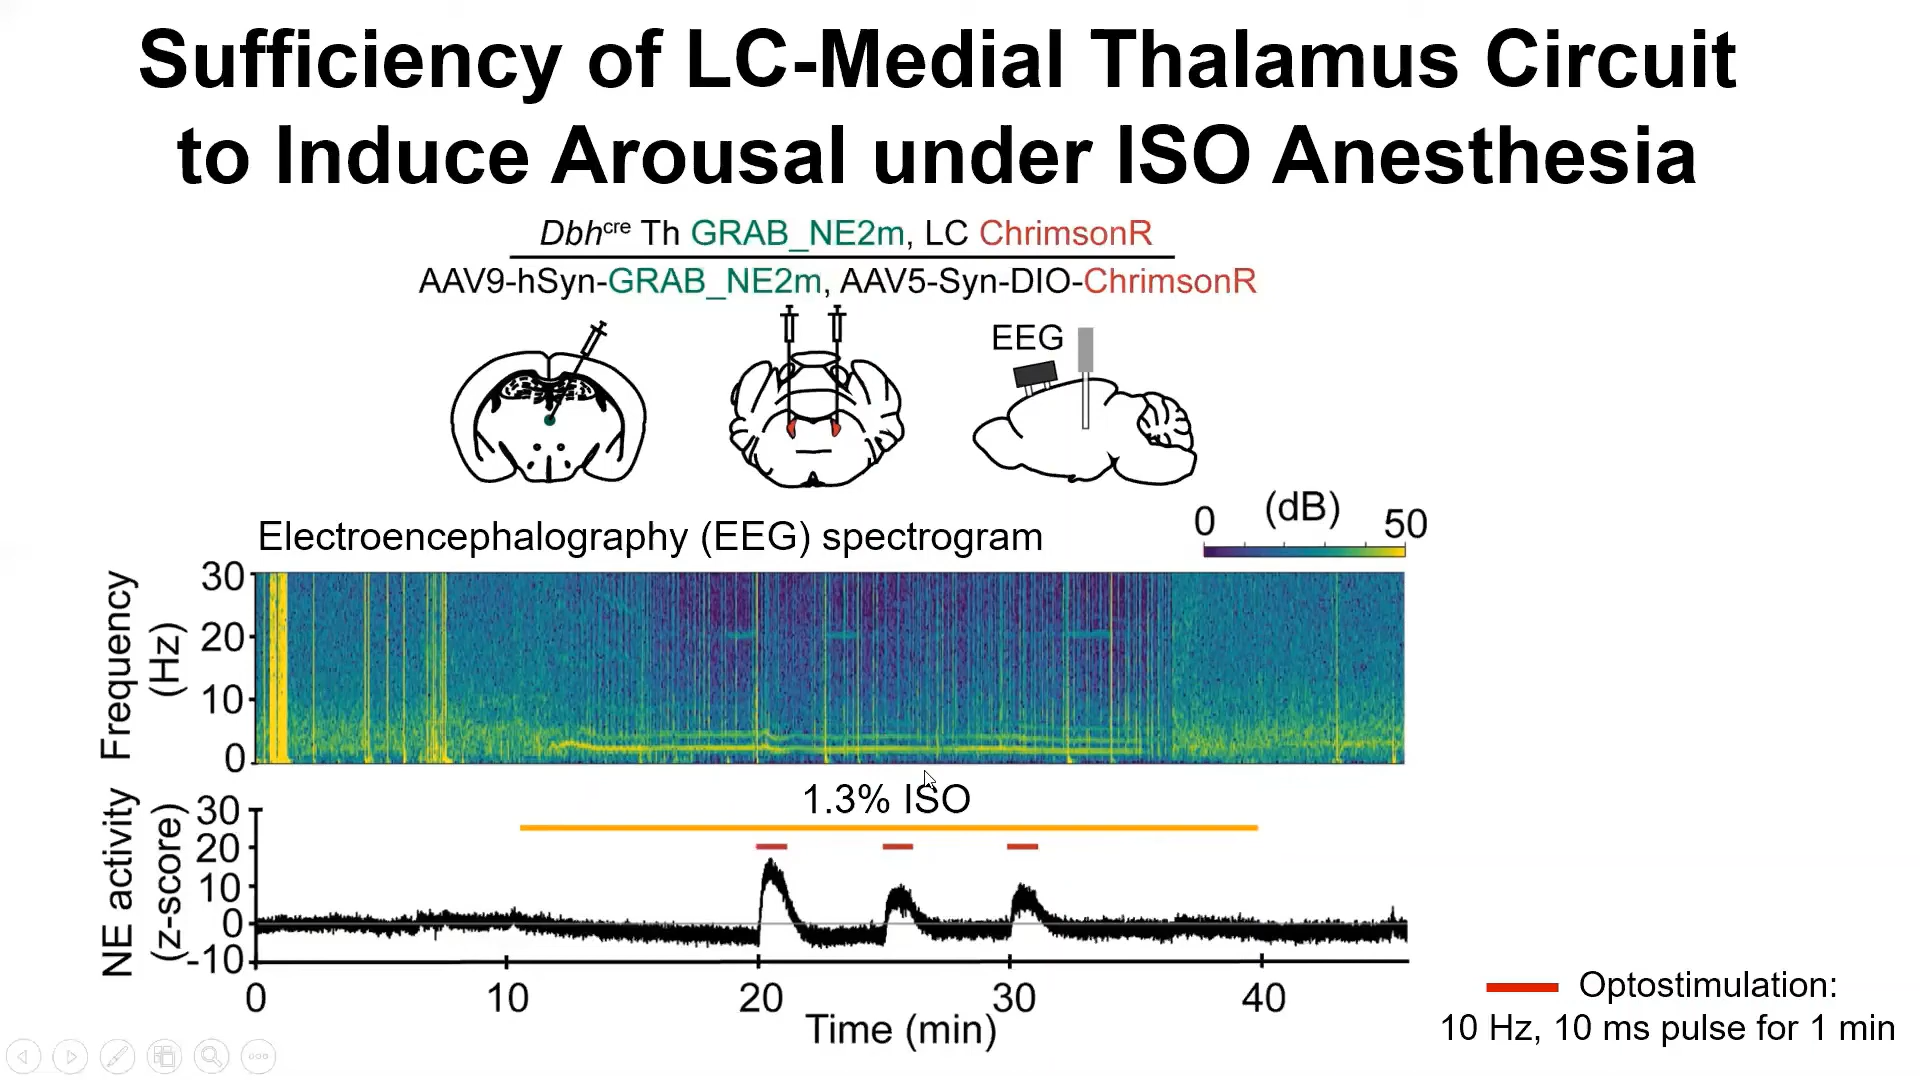 Sufficiency of LC-Medial Thalamus Circuit
to Induce Arousal under ISO Anesthesia
Dbhcre Th GRAB_NE2m, LC ChrimsonR
AAV9-hSyn-GRAB_NE2m, AAV5-Syn-DIO-ChrimsonR
EEG
Electroencephalography (EEG) spectrogram
0 (dB) 50
Frequency
(Hz)
30
20
10
0
1.3% ISO
NE activity
(z-score)
30
20
10
0
-10
0 10 20 30 40
Time (min)
Optostimulation:
10 Hz, 10 ms pulse for 1 min